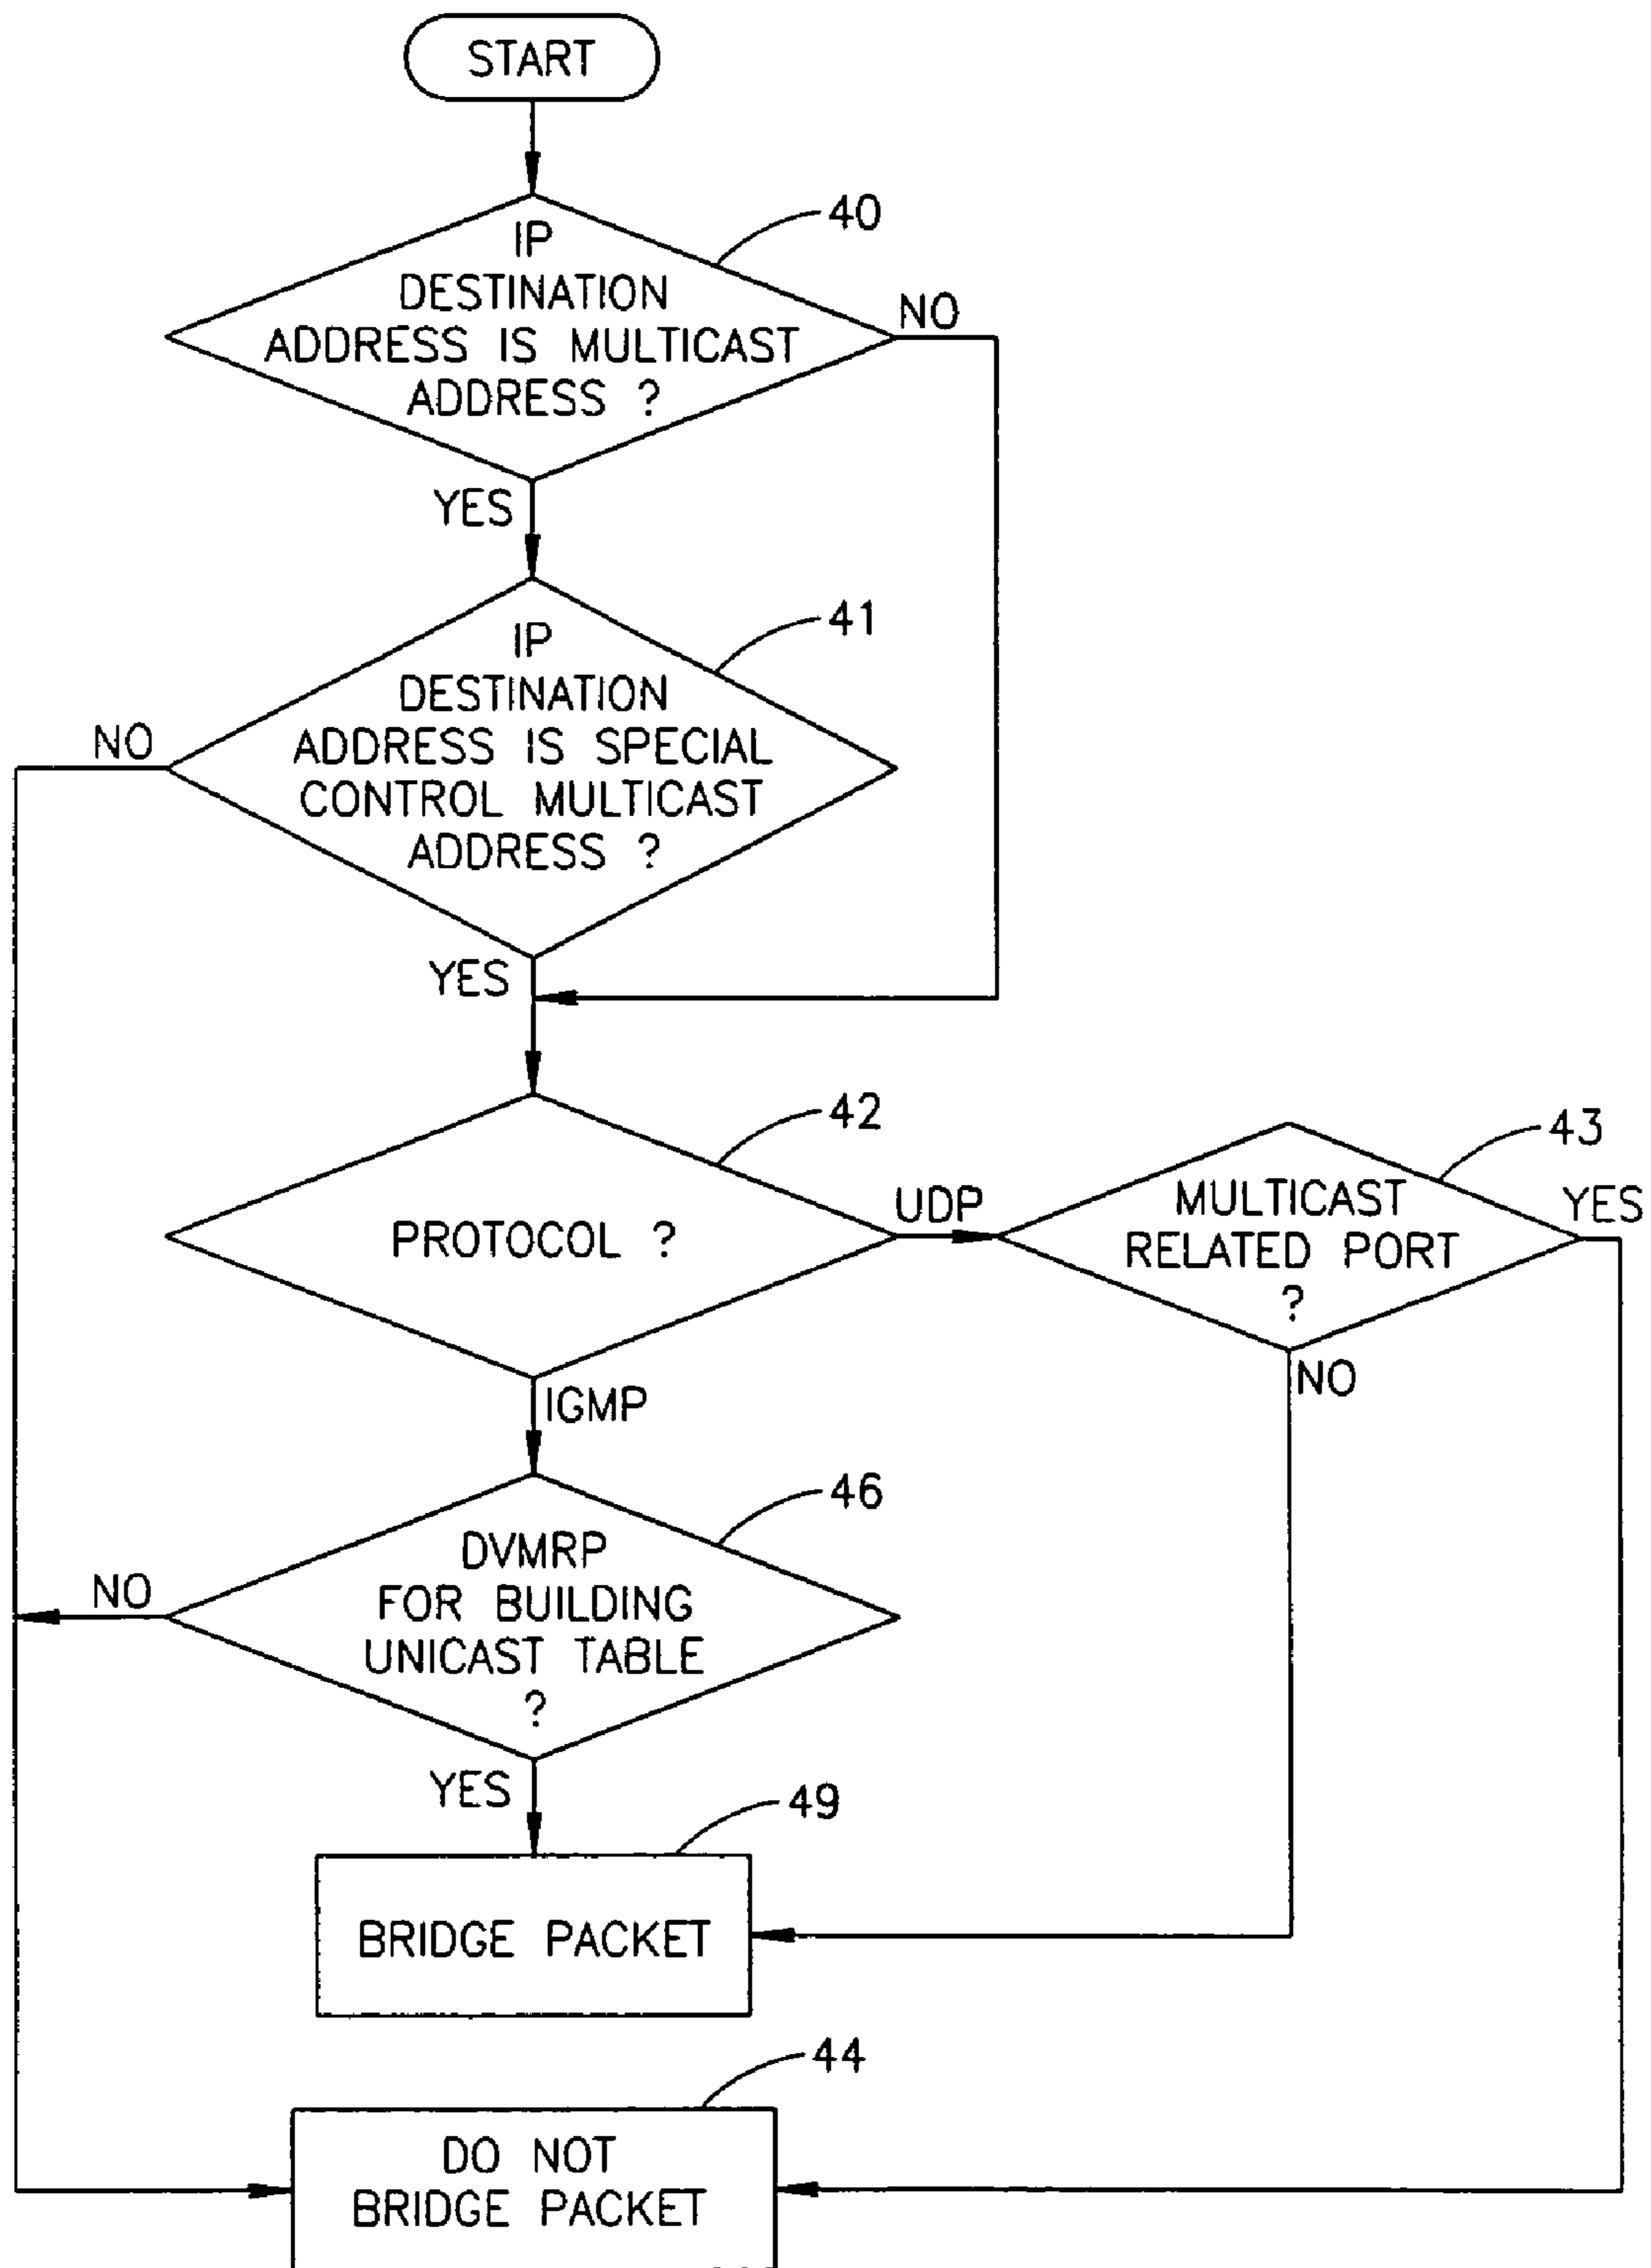 START
40
IP
DESTINATION
ADDRESS IS MULTICAST
ADDRESS ?
NO
YES
41
IP
DESTINATION
ADDRESS IS SPECIAL
CONTROL MULTICAST
ADDRESS ?
NO
YES
42
PROTOCOL ?
UDP
43
MULTICAST
RELATED PORT
?
YES
NO
IGMP
46
DVMRP
FOR BUILDING
UNICAST TABLE
?
NO
YES
49
BRIDGE PACKET
44
DO NOT
BRIDGE PACKET